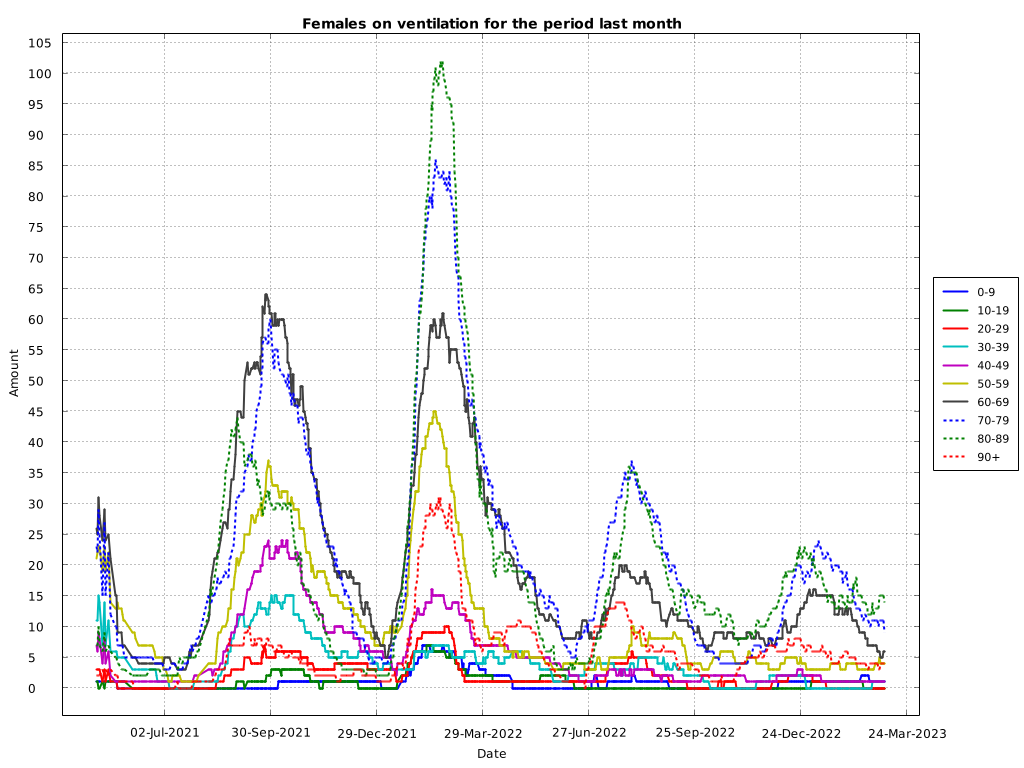 Females on ventilation for the period last month
105
100
95
90
85
80
75
70
65
60
55
50
45
40
35
30
25
20
15
10
5
0
Amount
02-Jul-2021
30-Sep-2021
29-Dec-2021
29-Mar-2022
27-Jun-2022
25-Sep-2022
24-Dec-2022
24-Mar-2023
Date
0-9
10-19
20-29
30-39
40-49
50-59
60-69
70-79
80-89
90+